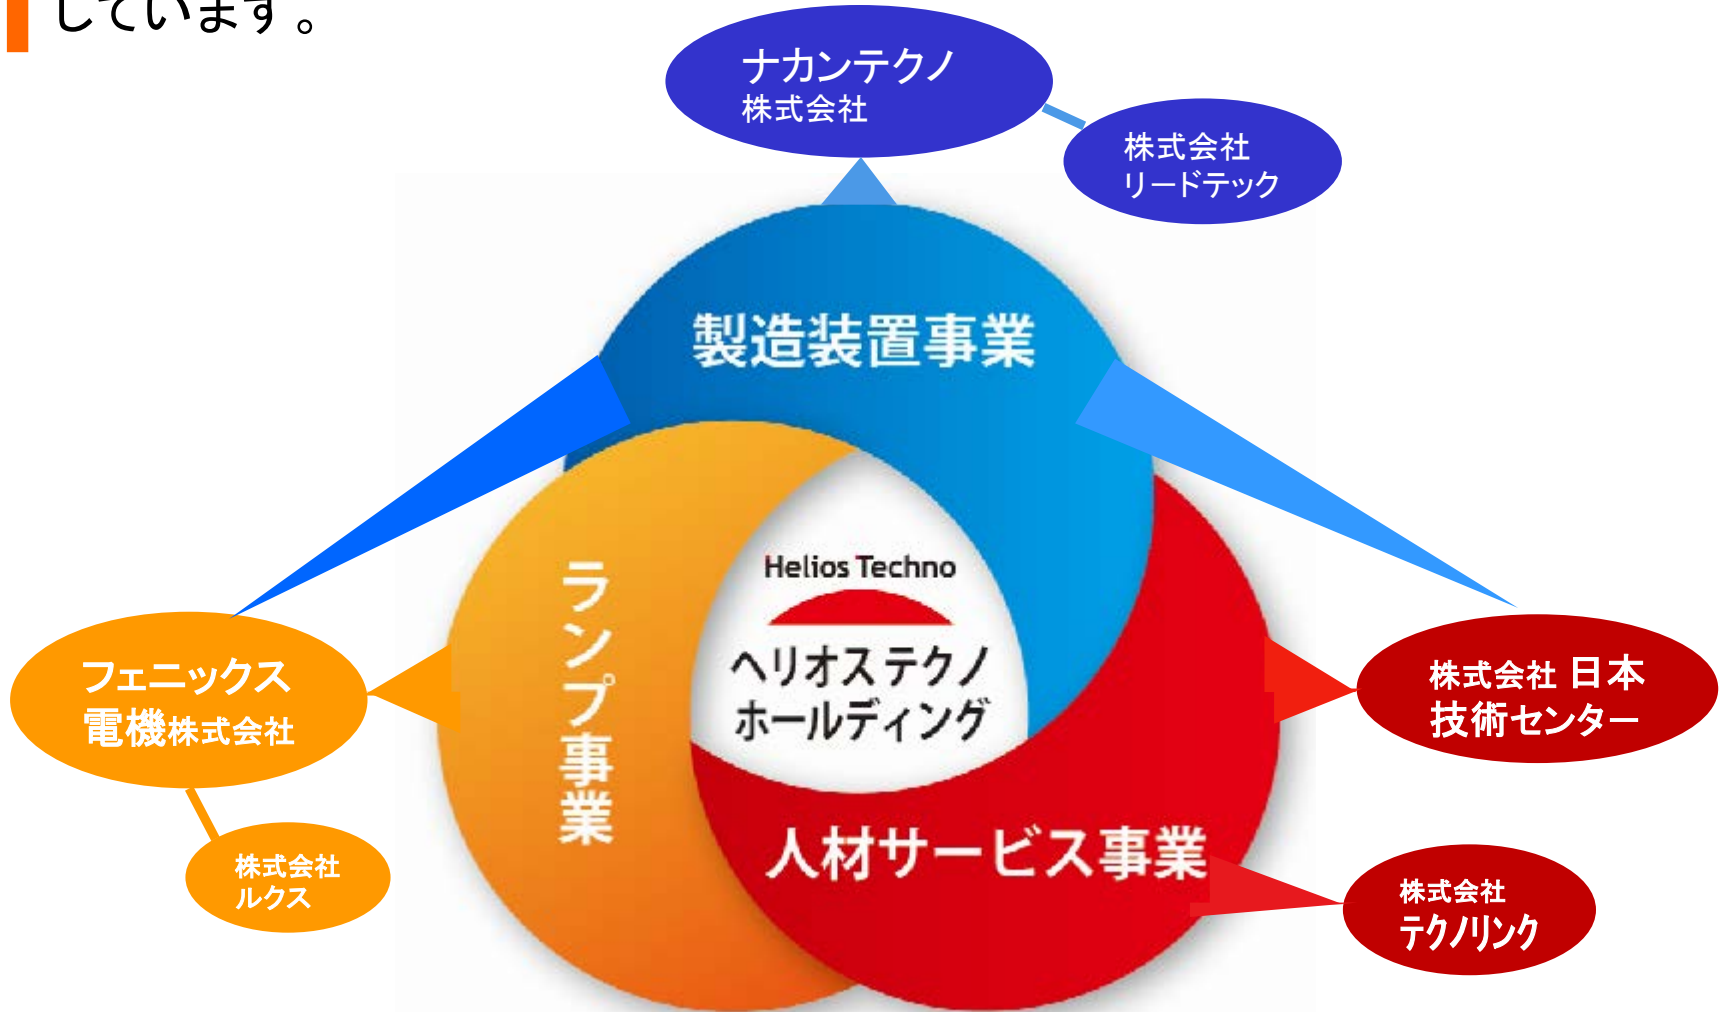 しています。
ナカンテクノ
株式会社
株式会社
リードテック
製造装置事業
ランプ事業
Helios Techno
ヘリオス テクノ
ホールディング
フェニックス
電機株式会社
株式会社 日本
技術センター
人材サービス事業
株式会社
ルクス
株式会社
テクノリンク